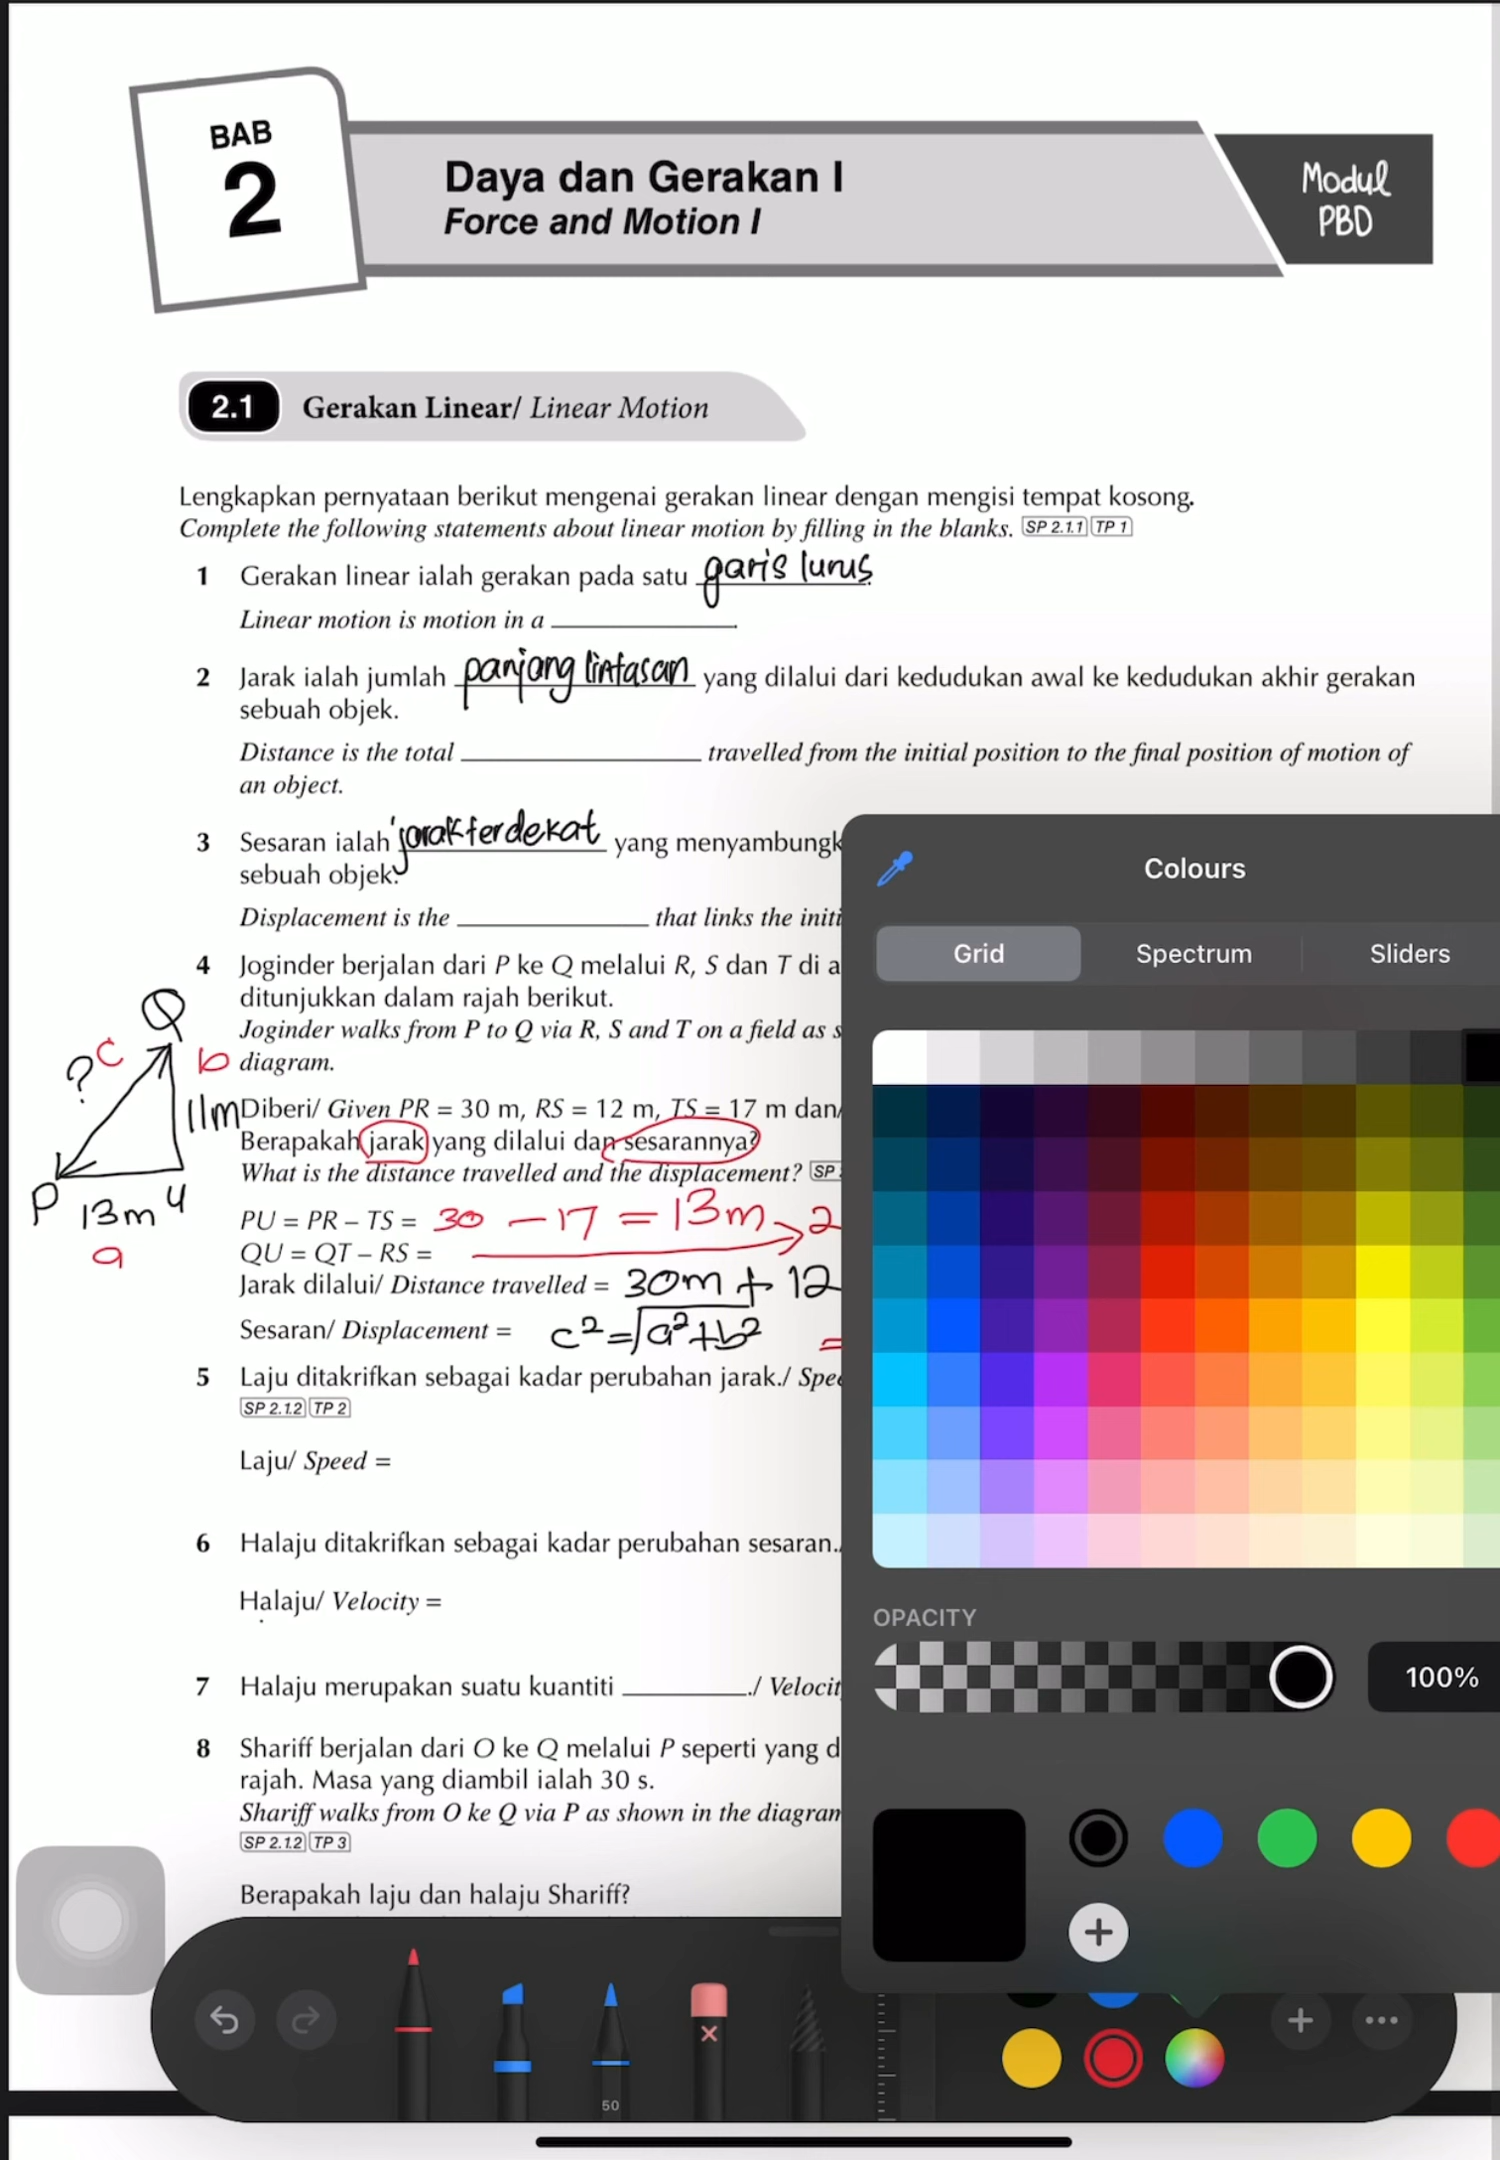 BAB
2
Daya dan Gerakan I
Force and Motion I
Modul
PBD
2.1 Gerakan Linear/ Linear Motion
Lengkapkan pernyataan berikut mengenai gerakan linear dengan mengisi tempat kosong.
Complete the following statements about linear motion by filling in the blanks. SP 2.1.1 TP 1
1 Gerakan linear ialah gerakan pada satu garis lurus.
Linear motion is motion in a ____________.
2 Jarak ialah jumlah panjang lintasan yang dilalui dari kedudukan awal ke kedudukan akhir gerakan
sebuah objek.
Distance is the total ____________ travelled from the initial position to the final position of motion of
an object.
3 Sesaran ialah jarak terdekat yang menyambungk
sebuah objek.
Displacement is the ____________ that links the initi
4 Joginder berjalan dari P ke Q melalui R, S dan T di a
ditunjukkan dalam rajah berikut.
Joginder walks from P to Q via R, S and T on a field as s
diagram.
Q
? c
b
11m
P
13m
a
Diberi/ Given PR = 30 m, RS = 12 m, TS = 17 m dan/
Berapakah jarak yang dilalui dan sesarannya?
What is the distance travelled and the displacement? SP
PU = PR – TS = 30 – 17 = 13m 2
QU = QT – RS =
Jarak dilalui/ Distance travelled = 30m + 12
Sesaran/ Displacement = c²=√a²+b² =
5 Laju ditakrifkan sebagai kadar perubahan jarak./ Spee
SP 2.1.2 TP 2
Laju/ Speed =
6 Halaju ditakrifkan sebagai kadar perubahan sesaran./
Halaju/ Velocity =
7 Halaju merupakan suatu kuantiti ________./ Velocit
8 Shariff berjalan dari O ke Q melalui P seperti yang d
rajah. Masa yang diambil ialah 30 s.
Shariff walks from O ke Q via P as shown in the diagram
SP 2.1.2 TP 3
Berapakah laju dan halaju Shariff?
Colours
Grid Spectrum Sliders
OPACITY
100%
50